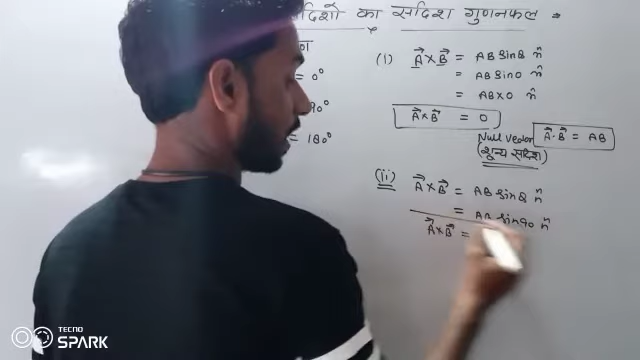 सदिशो का सदिश गुणनफल
= 0°
90°
= 180°
(i) A⃗ × B⃗ = AB sinθ n̂
= AB sin0 n̂
= AB×0 n̂
A⃗×B⃗ = 0
Null Vector
(शून्य सदिश)
A⃗·B⃗ = AB
(ii) A⃗×B⃗ = AB sinθ n̂
= AB sin90 n̂
A⃗×B⃗ =
TECNO
SPARK